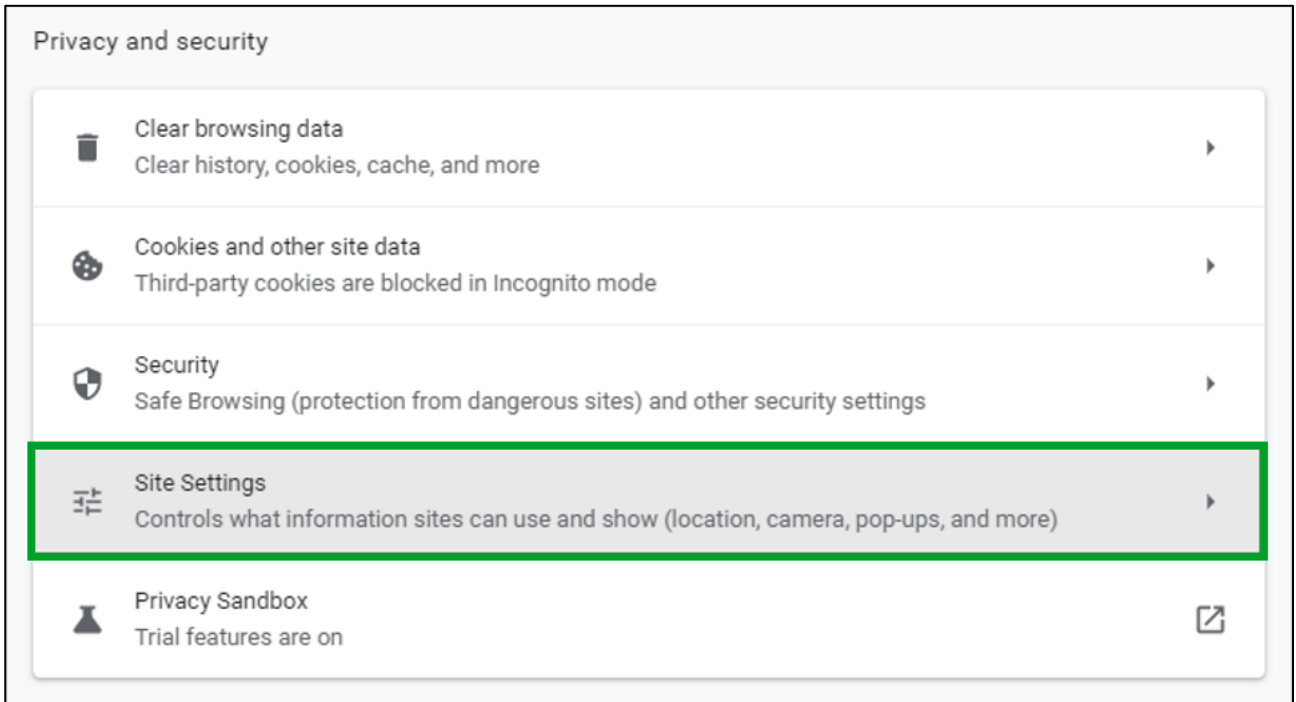 Privacy and security
Clear browsing data
Clear history, cookies, cache, and more
Cookies and other site data
Third-party cookies are blocked in Incognito mode
Security
Safe Browsing (protection from dangerous sites) and other security settings
Site Settings
Controls what information sites can use and show (location, camera, pop-ups, and more)
Privacy Sandbox
Trial features are on